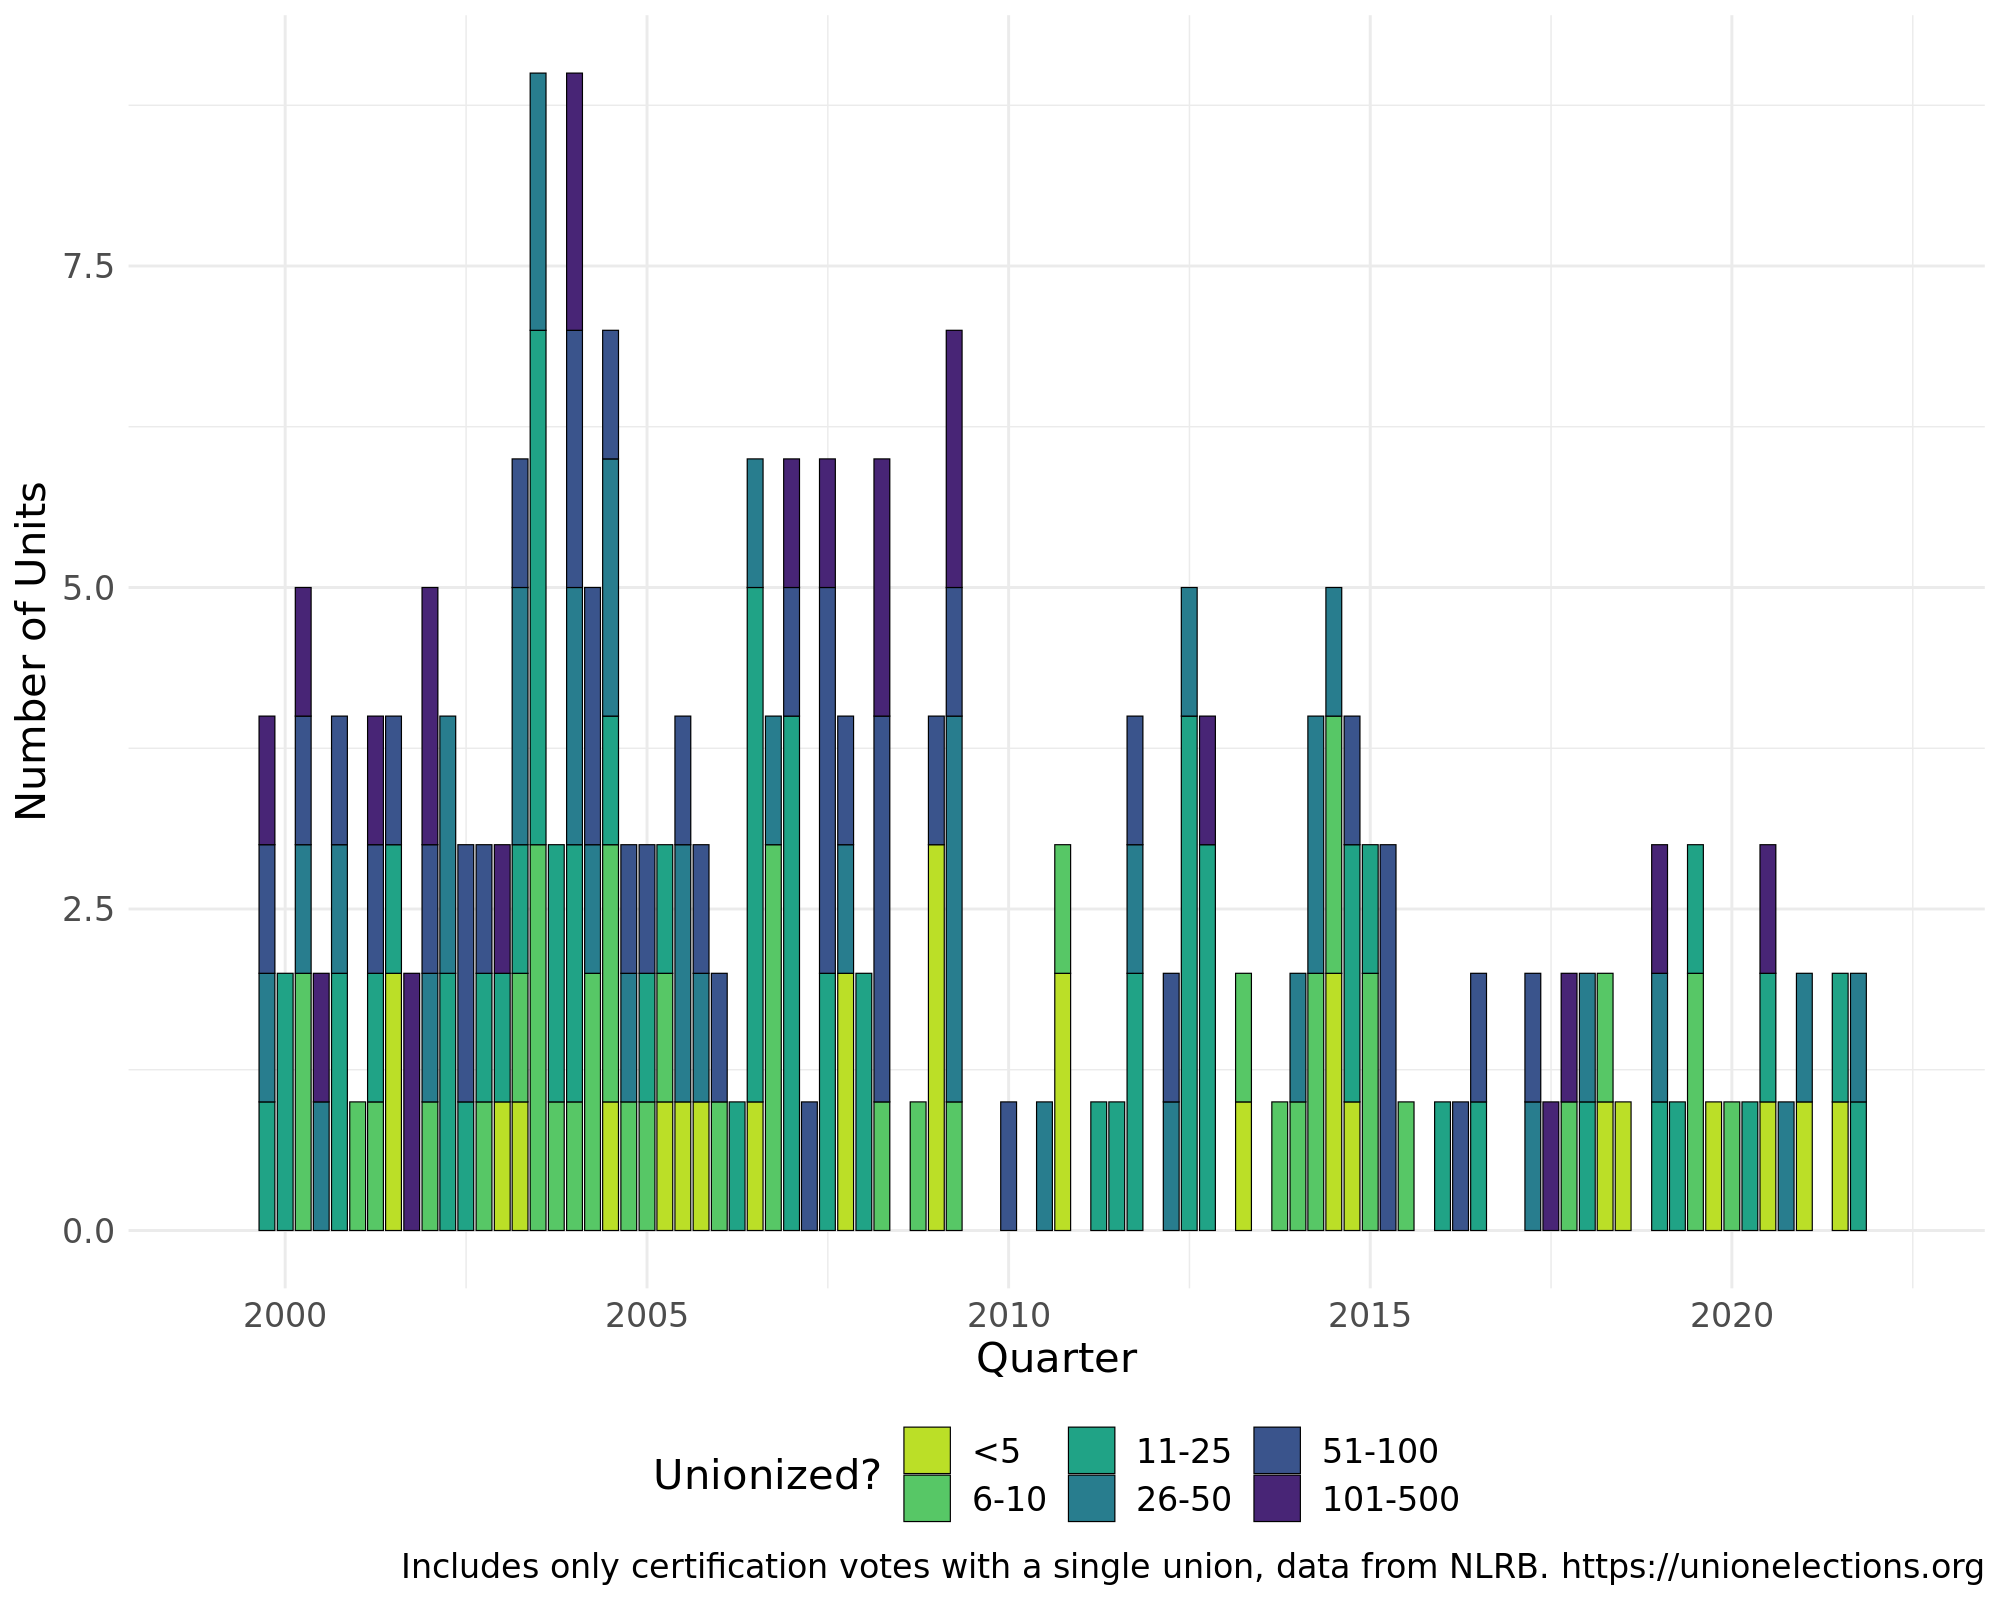 Number of Units
7.5
5.0
2.5
0.0
2000 2005 2010 2015 2020
Quarter
Unionized?
<5 11-25 51-100
6-10 26-50 101-500
Includes only certification votes with a single union, data from NLRB. https://unionelections.org